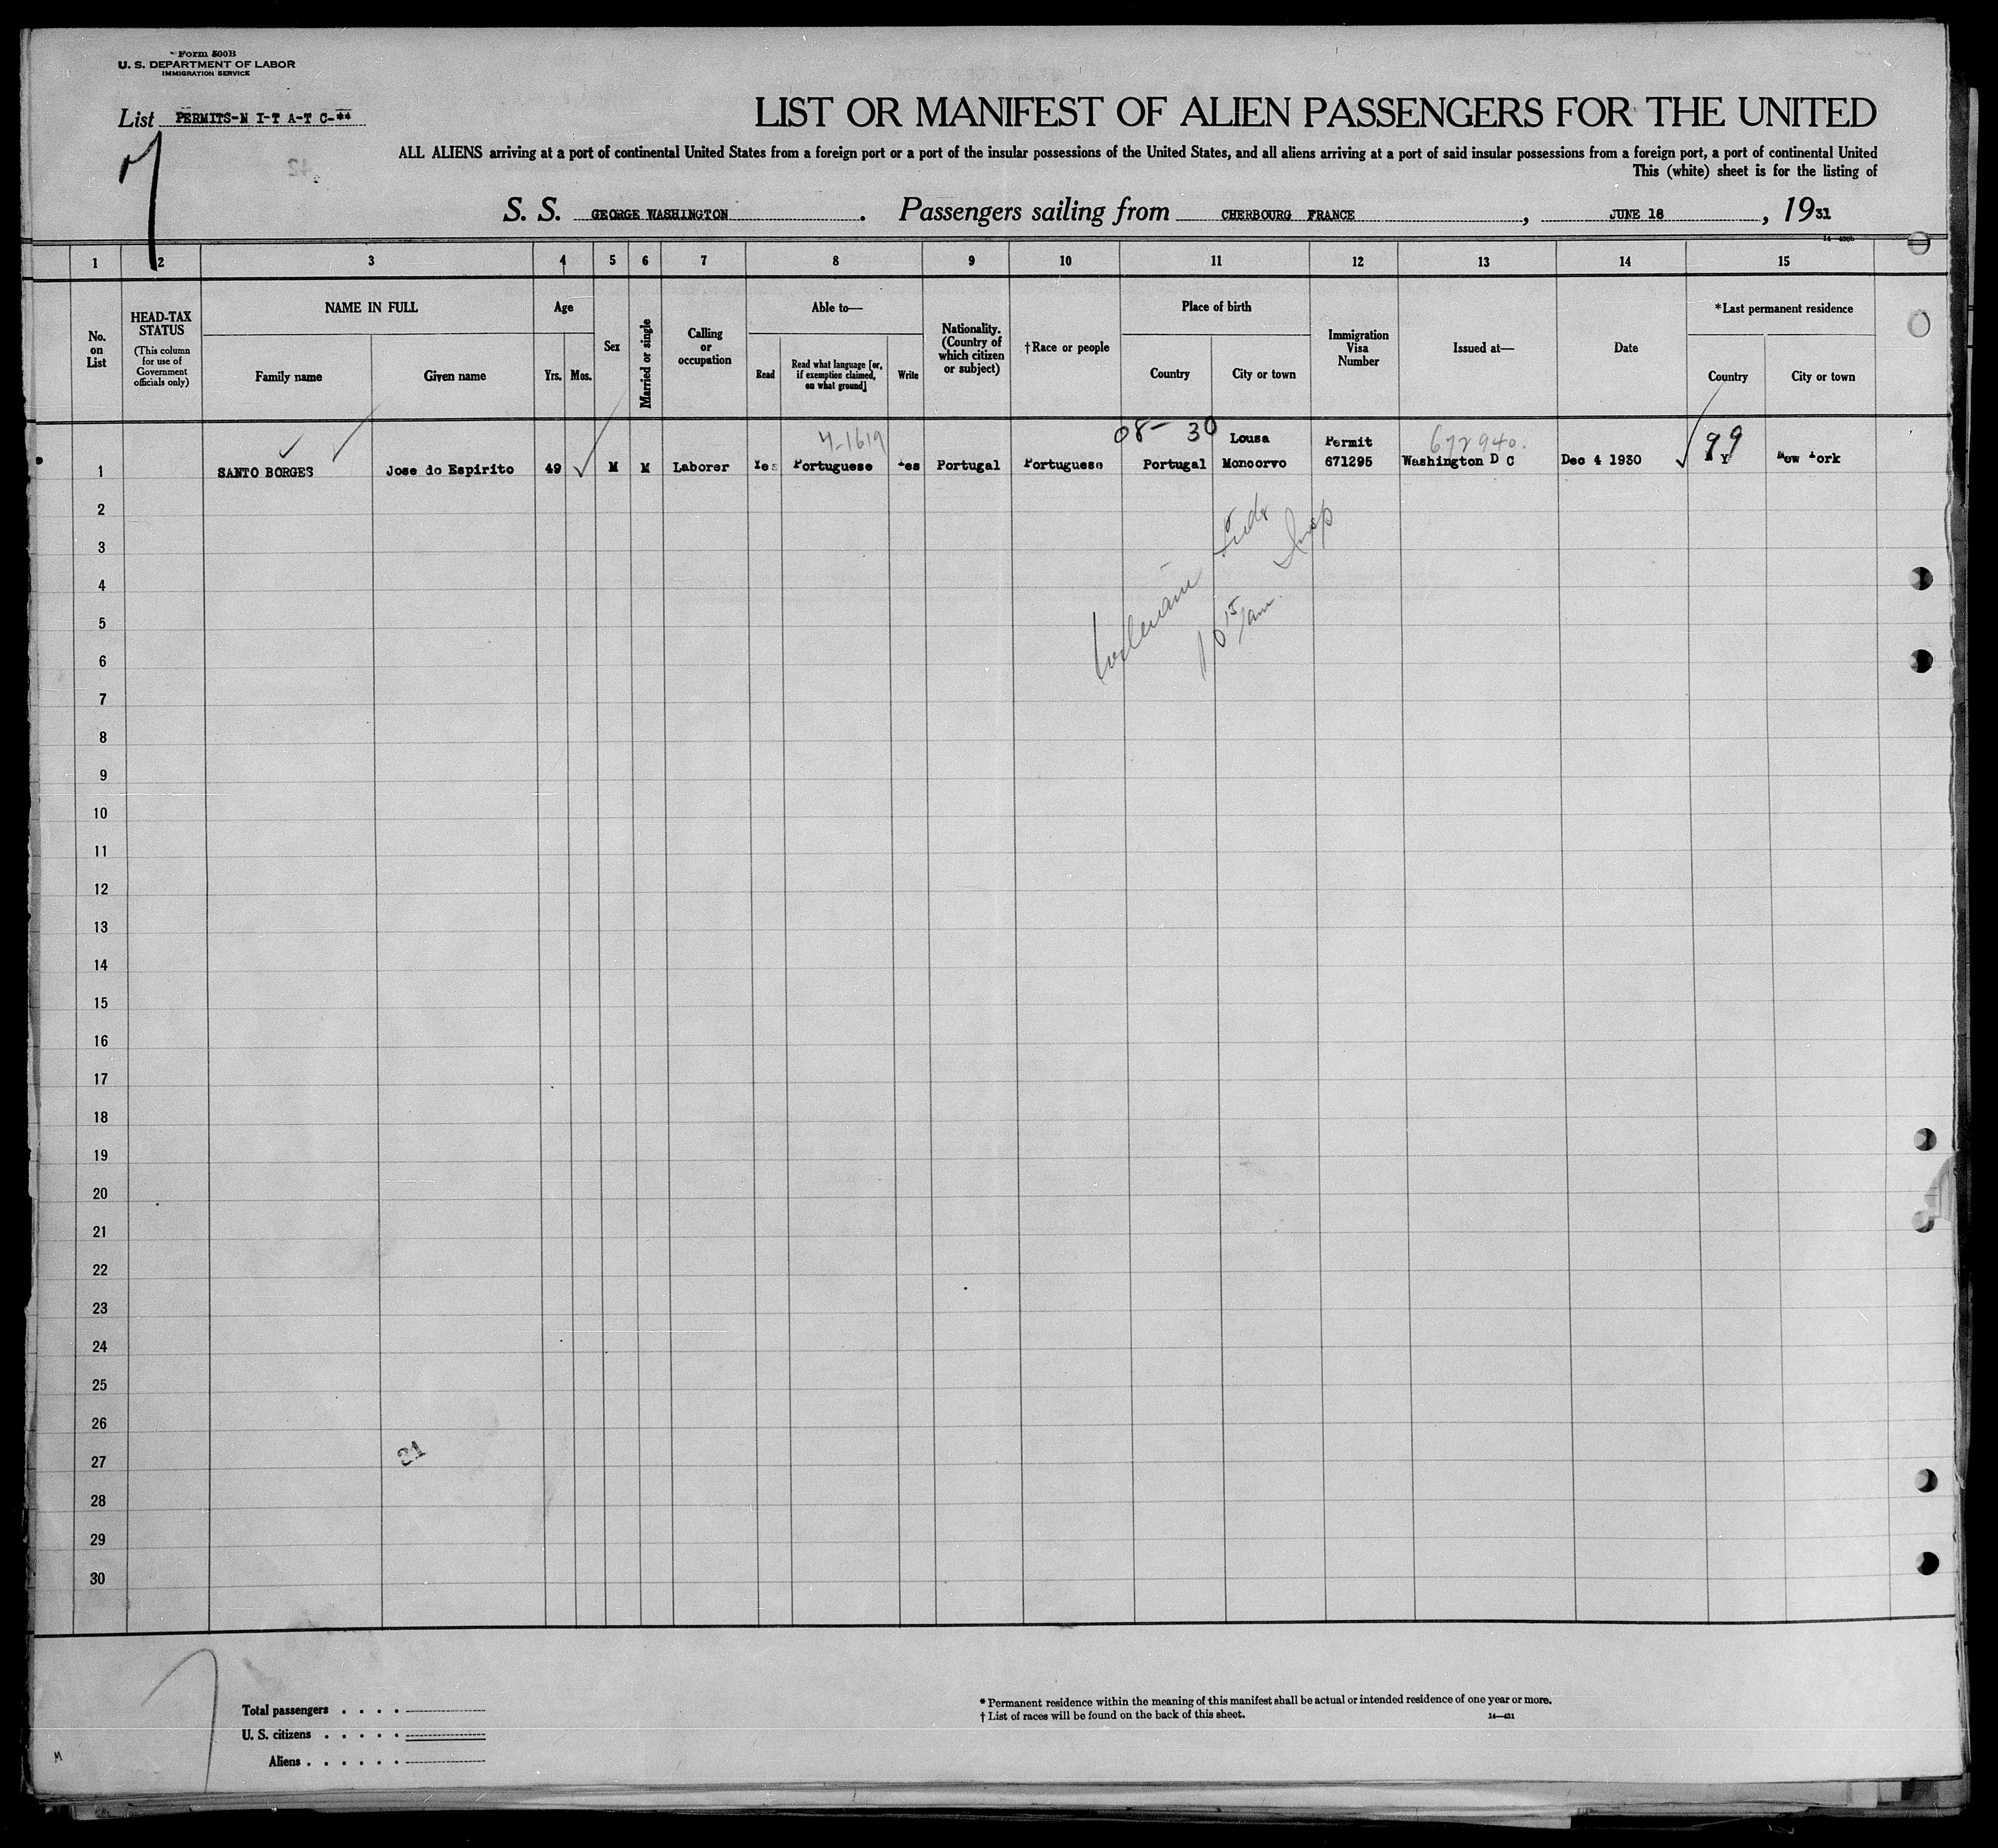 Form 500B
U. S. DEPARTMENT OF LABOR
IMMIGRATION SERVICE
List PERMITS-N I-T A-T C-**
7
LIST OR MANIFEST OF ALIEN PASSENGERS FOR THE UNITED
ALL ALIENS arriving at a port of continental United States from a foreign port or a port of the insular possessions of the United States, and all aliens arriving at a port of said insular possessions from a foreign port, a port of continental United
This (white) sheet is for the listing of
S. S. GEORGE WASHINGTON. Passengers sailing from CHERBOURG FRANCE, JUNE 18, 1931
1 2 3 4 5 6 7 8 9 10 11 12 13 14 15
No. on List
HEAD-TAX STATUS
(This column for use of Government officials only)
NAME IN FULL
Family name
Given name
Age
Yrs.
Mos.
Sex
Married or single
Calling or occupation
Able to—
Read
Read what language [or, if exemption claimed, on what ground]
Write
Nationality. (Country of which citizen or subject)
†Race or people
Place of birth
Country
City or town
Immigration Visa Number
Issued at—
Date
*Last permanent residence
Country
City or town
4-1619 08- 30 Lousa Permit 672940. 99
1 SANTO BORGES Jose do Espirito 49 M M Laborer Yes Portuguese Yes Portugal Portuguese Portugal Moncorvo 671295 Washington D C Dec 4 1930 N Y New York
2
3
4
5
10 15/am.
6
7
8
9
10
11
12
13
14
15
16
17
18
19
20
21
22
23
24
25
26
21
27
28
29
30
Total passengers . . . .
U. S. citizens . . . . .
Aliens . . . . . .
* Permanent residence within the meaning of this manifest shall be actual or intended residence of one year or more.
† List of races will be found on the back of this sheet.
14—431
M